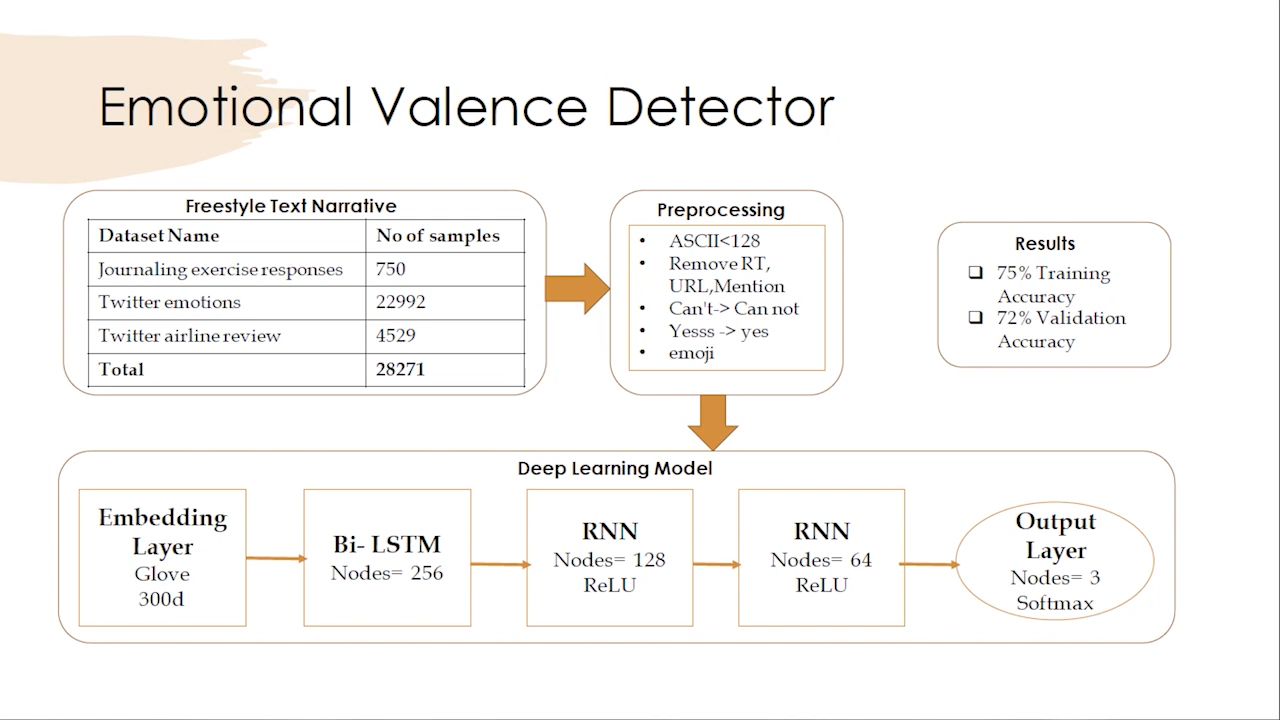 Emotional Valence Detector
Freestyle Text Narrative
Dataset Name No of samples
Journaling exercise responses 750
Twitter emotions 22992
Twitter airline review 4529
Total 28271
Preprocessing
• ASCII<128
• Remove RT,
URL,Mention
• Can't-> Can not
• Yesss -> yes
• emoji
Results
❑ 75% Training
Accuracy
❑ 72% Validation
Accuracy
Deep Learning Model
Embedding
Layer
Glove
300d
Bi- LSTM
Nodes= 256
RNN
Nodes= 128
ReLU
RNN
Nodes= 64
ReLU
Output
Layer
Nodes= 3
Softmax